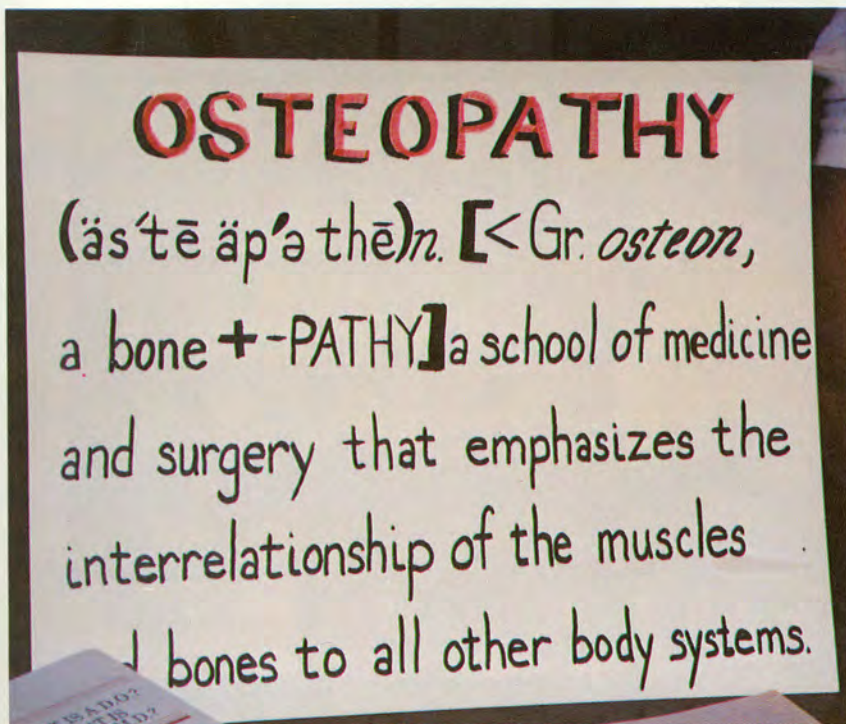 OSTEOPATHY
(äs´tē äp´ə thē)n. [<Gr. osteon,
a bone + -PATHY] a school of medicine
and surgery that emphasizes the
interrelationship of the muscles
bones to all other body systems.
IS A D.O?